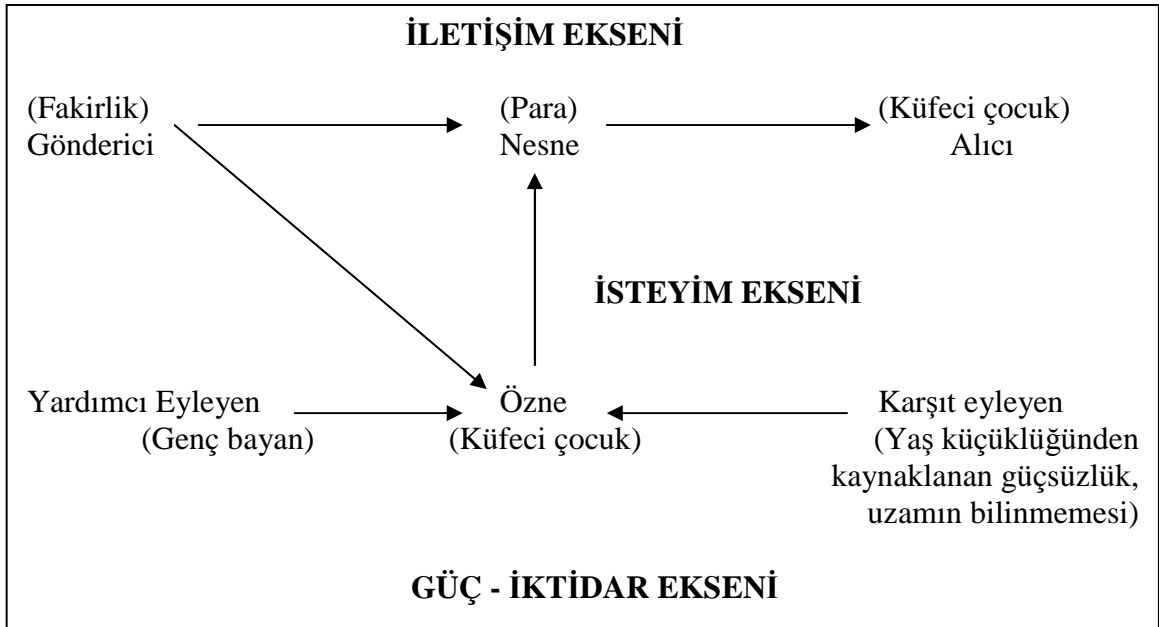 İLETİŞİM EKSENİ
(Fakirlik) (Para) (Küfeci çocuk)
Gönderici Nesne Alıcı
İSTEYİM EKSENİ
Yardımcı Eyleyen Özne Karşıt eyleyen
(Genç bayan) (Küfeci çocuk) (Yaş küçüklüğünden
kaynaklanan güçsüzlük,
uzamın bilinmemesi)
GÜÇ - İKTİDAR EKSENİ